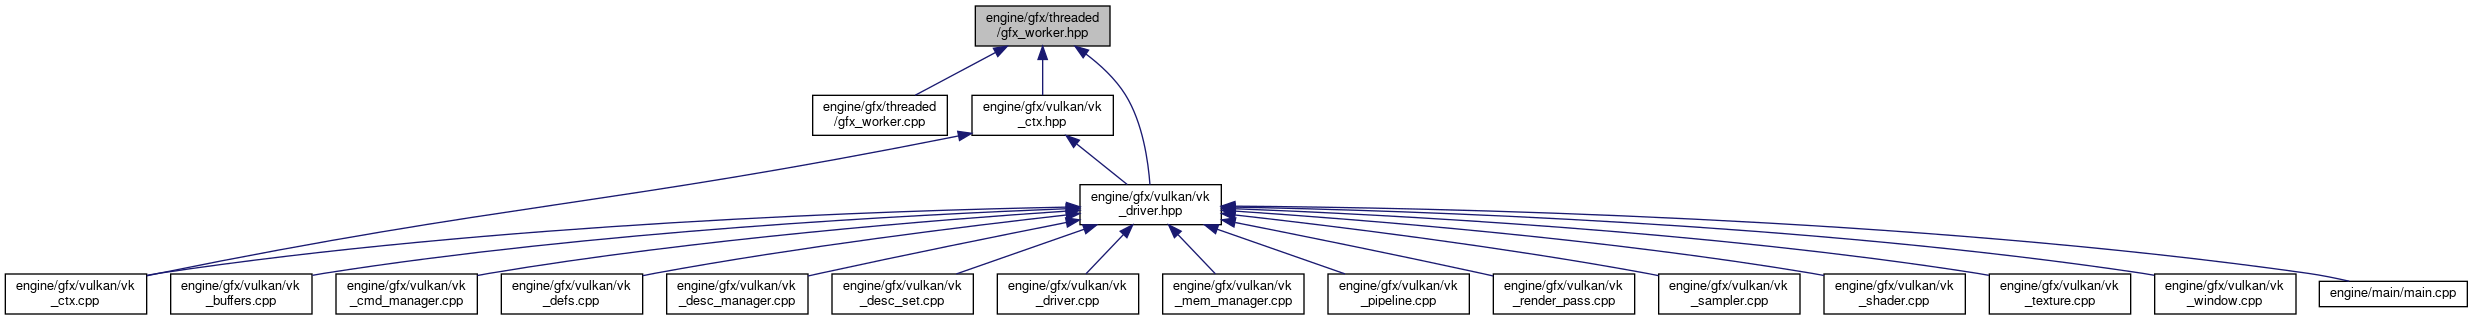 engine/gfx/threaded
/gfx_worker.hpp
engine/gfx/threaded
/gfx_worker.cpp
engine/gfx/vulkan/vk
_ctx.hpp
engine/gfx/vulkan/vk
_driver.hpp
engine/gfx/vulkan/vk
_ctx.cpp
engine/gfx/vulkan/vk
_buffers.cpp
engine/gfx/vulkan/vk
_cmd_manager.cpp
engine/gfx/vulkan/vk
_defs.cpp
engine/gfx/vulkan/vk
_desc_manager.cpp
engine/gfx/vulkan/vk
_desc_set.cpp
engine/gfx/vulkan/vk
_driver.cpp
engine/gfx/vulkan/vk
_mem_manager.cpp
engine/gfx/vulkan/vk
_pipeline.cpp
engine/gfx/vulkan/vk
_render_pass.cpp
engine/gfx/vulkan/vk
_sampler.cpp
engine/gfx/vulkan/vk
_shader.cpp
engine/gfx/vulkan/vk
_texture.cpp
engine/gfx/vulkan/vk
_window.cpp
engine/main/main.cpp